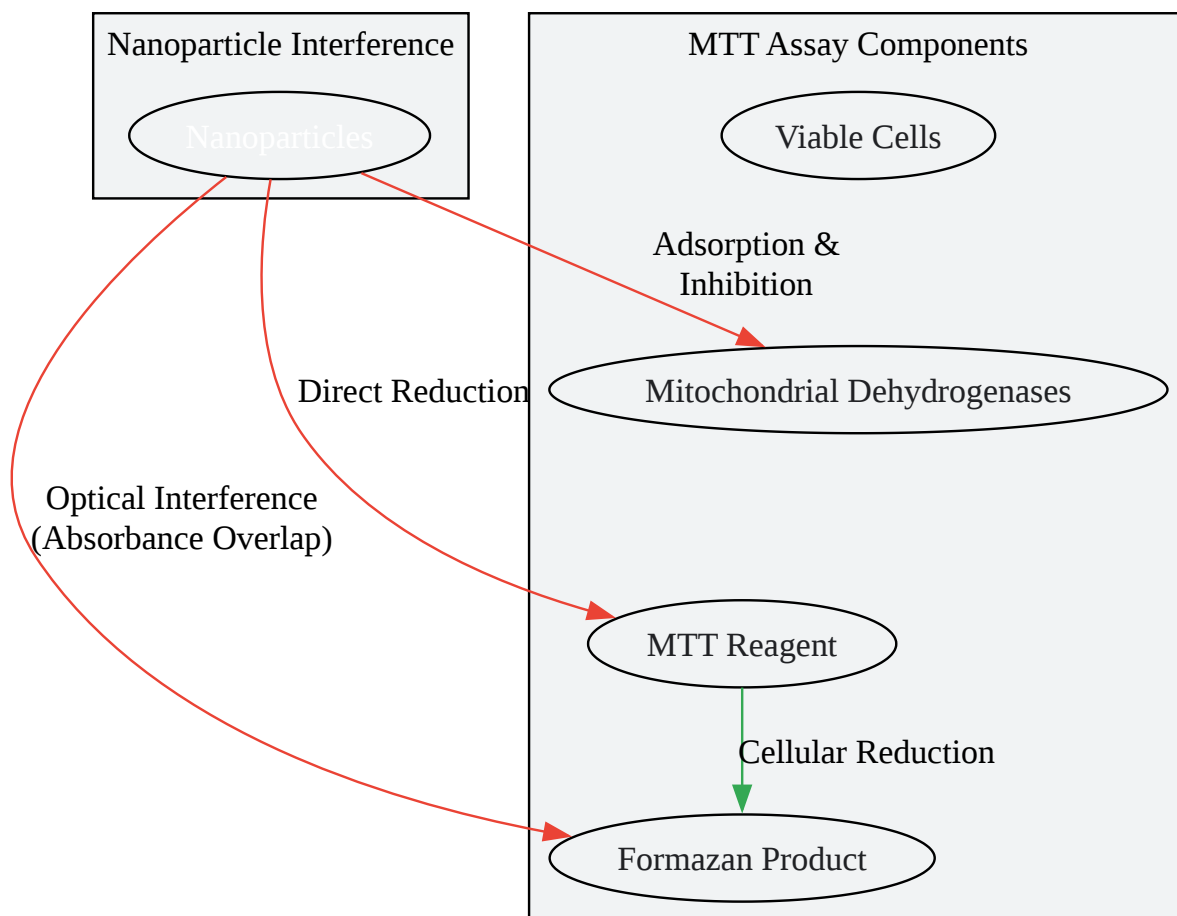 Nanoparticle Interference
MTT Assay Components
Nanoparticles
Viable Cells
Adsorption &
Inhibition
Direct Reduction
Mitochondrial Dehydrogenases
Optical Interference
(Absorbance Overlap)
MTT Reagent
Cellular Reduction
Formazan Product